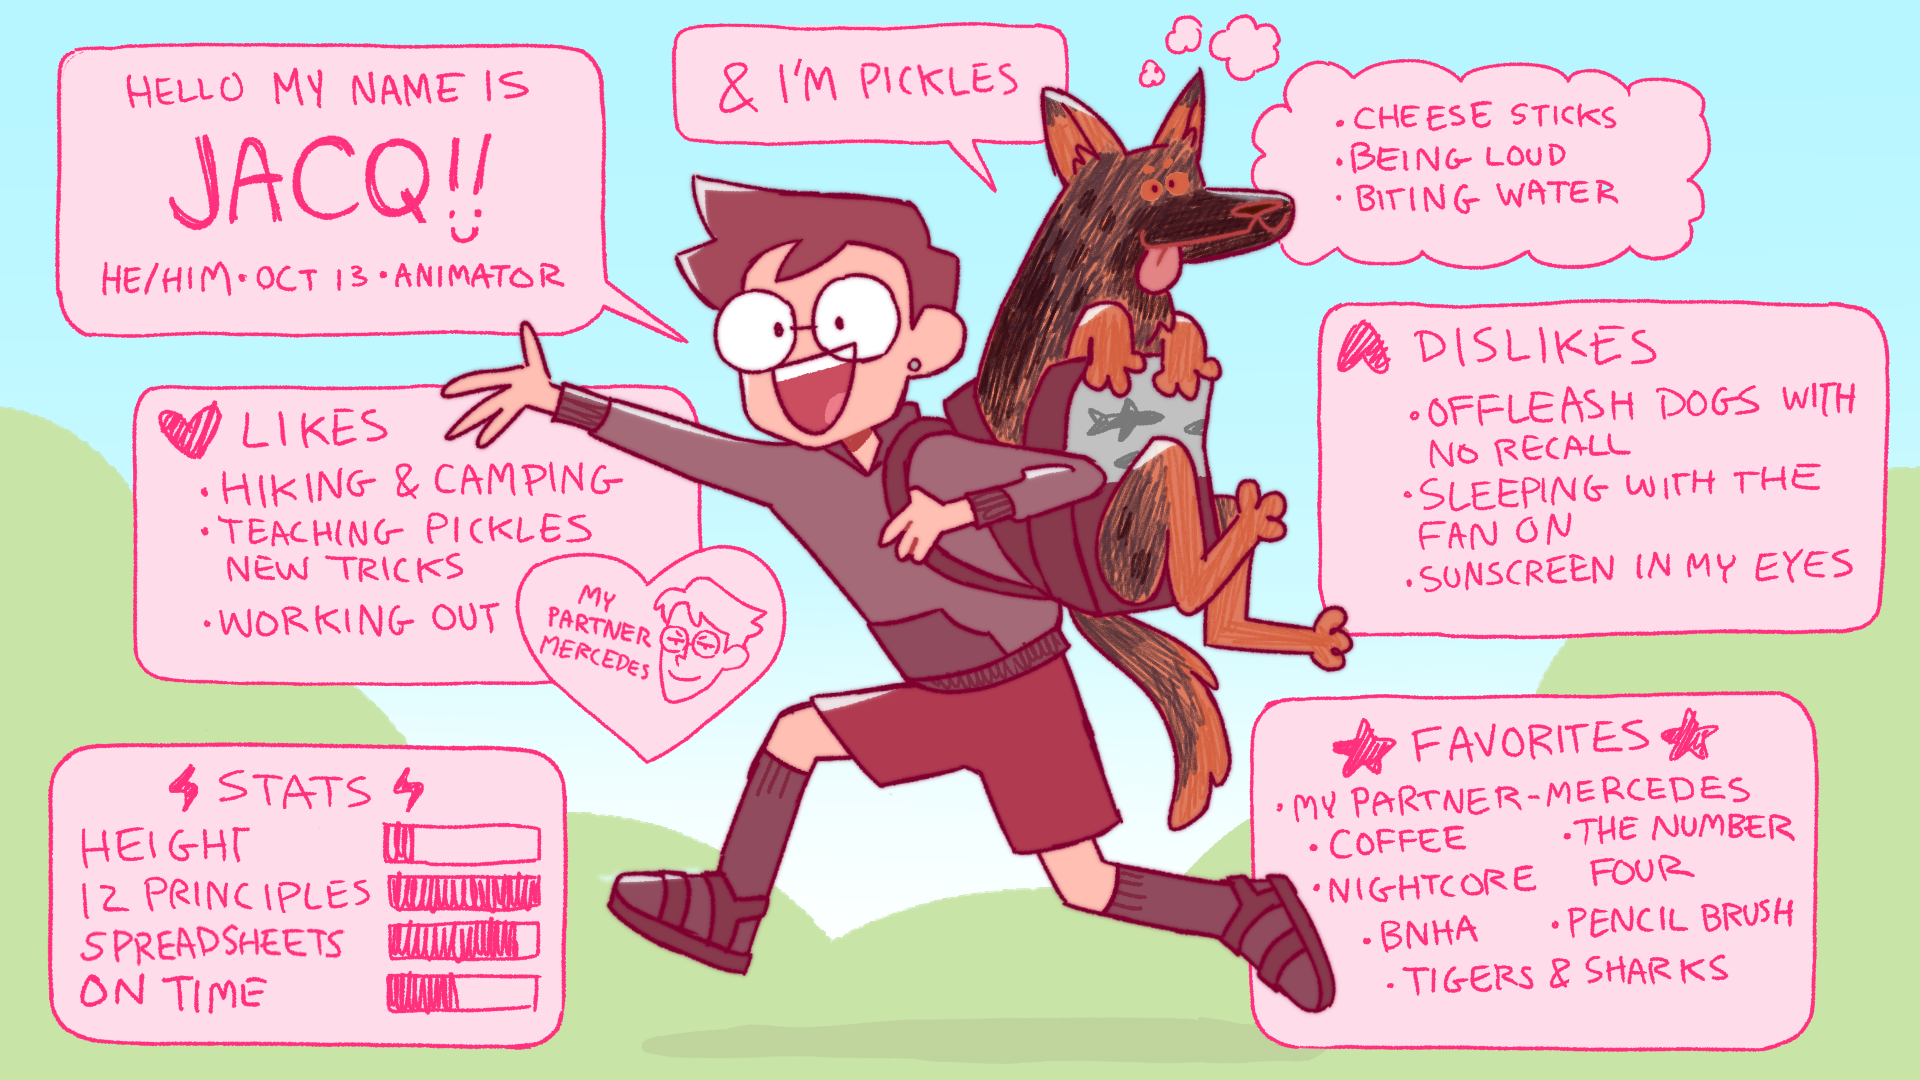 HELLO MY NAME IS
JACQ!!
HE/HIM • OCT 13 • ANIMATOR
& I'M PICKLES
• CHEESE STICKS
• BEING LOUD
• BITING WATER
LIKES
• HIKING & CAMPING
• TEACHING PICKLES
NEW TRICKS
• WORKING OUT
MY
PARTNER
MERCEDES
DISLIKES
• OFFLEASH DOGS WITH
NO RECALL
• SLEEPING WITH THE
FAN ON
• SUNSCREEN IN MY EYES
STATS
HEIGHT
12 PRINCIPLES
SPREADSHEETS
ON TIME
FAVORITES
• MY PARTNER-MERCEDES
• COFFEE
• THE NUMBER
FOUR
• NIGHTCORE
• BNHA
• PENCIL BRUSH
• TIGERS & SHARKS